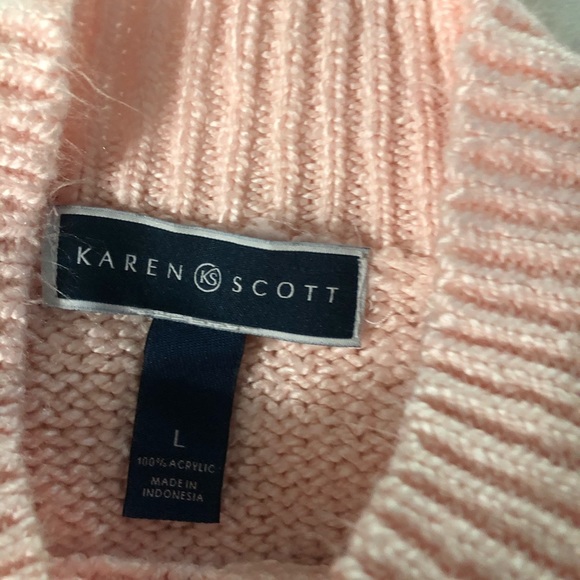 KAREN KS SCOTT
L
100% ACRYLIC
MADE IN
INDONESIA